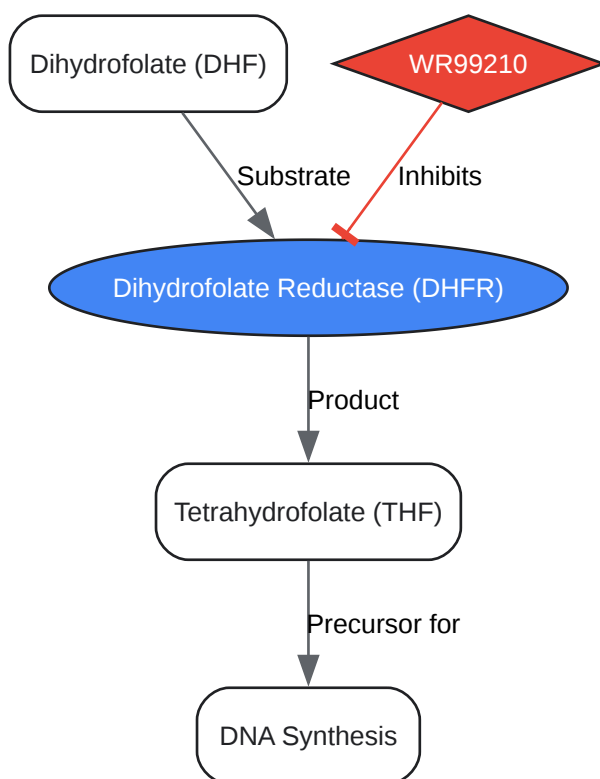 Dihydrofolate (DHF)
WR99210
Substrate
Inhibits
Dihydrofolate Reductase (DHFR)
Product
Tetrahydrofolate (THF)
Precursor for
DNA Synthesis